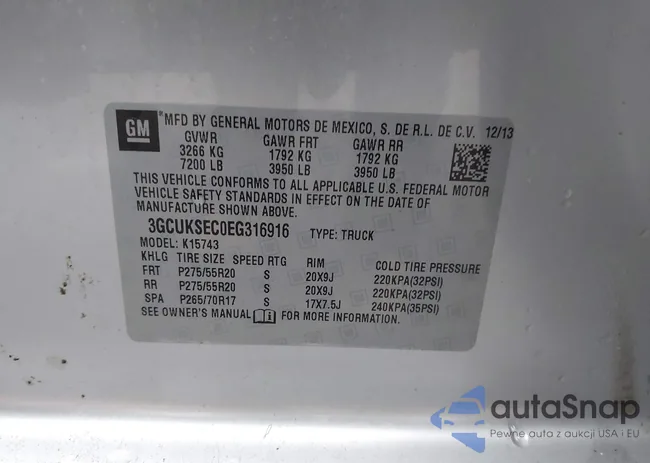 GM
®MFD BY GENERAL MOTORS DE MEXICO, S. DE R.L. DE C.V. 12/13
GVWR GAWR FRT GAWR RR
3266 KG 1792 KG 1792 KG
7200 LB 3950 LB 3950 LB
THIS VEHICLE CONFORMS TO ALL APPLICABLE U.S. FEDERAL MOTOR
VEHICLE SAFETY STANDARDS IN EFFECT ON THE DATE OF
MANUFACTURE SHOWN ABOVE.
3GCUKSEC0EG316916 TYPE: TRUCK
MODEL: K15743
KHLG TIRE SIZE SPEED RTG RIM COLD TIRE PRESSURE
FRT P275/55R20 S 20X9J 220KPA(32PSI)
RR P275/55R20 S 20X9J 220KPA(32PSI)
SPA P265/70R17 S 17X7.5J 240KPA(35PSI)
SEE OWNER'S MANUAL FOR MORE INFORMATION.
autaSnap
Pewne auta z aukcji USA i EU